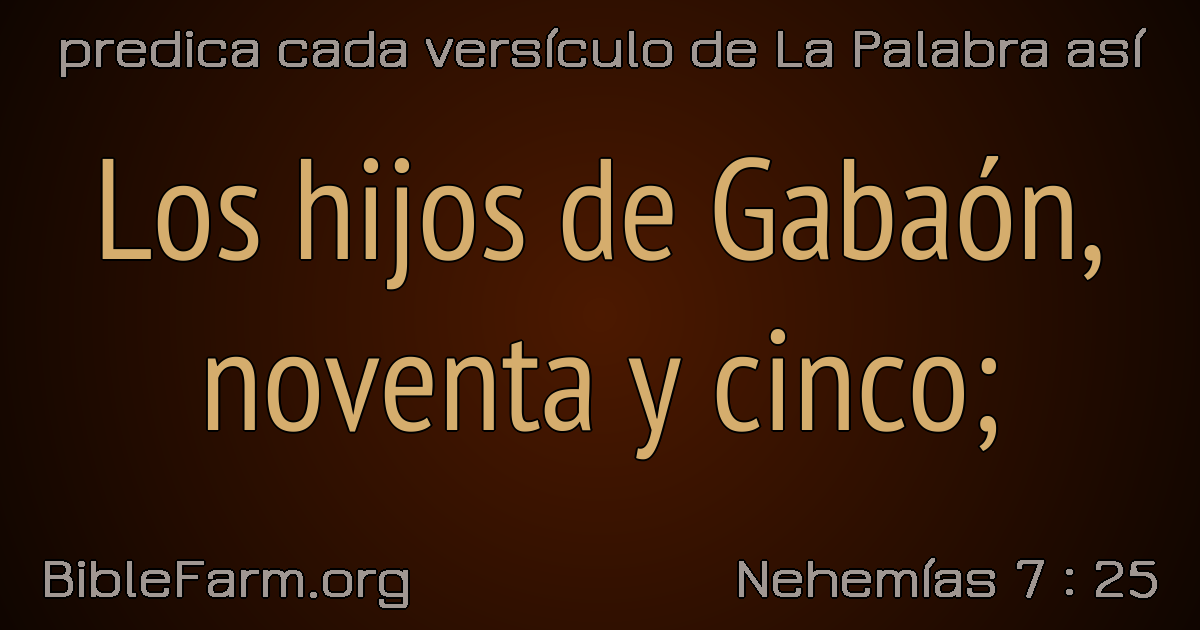 predica cada versículo de La Palabra así
Los hijos de Gabaón,
noventa y cinco;
BibleFarm.org
Nehemías 7 : 25